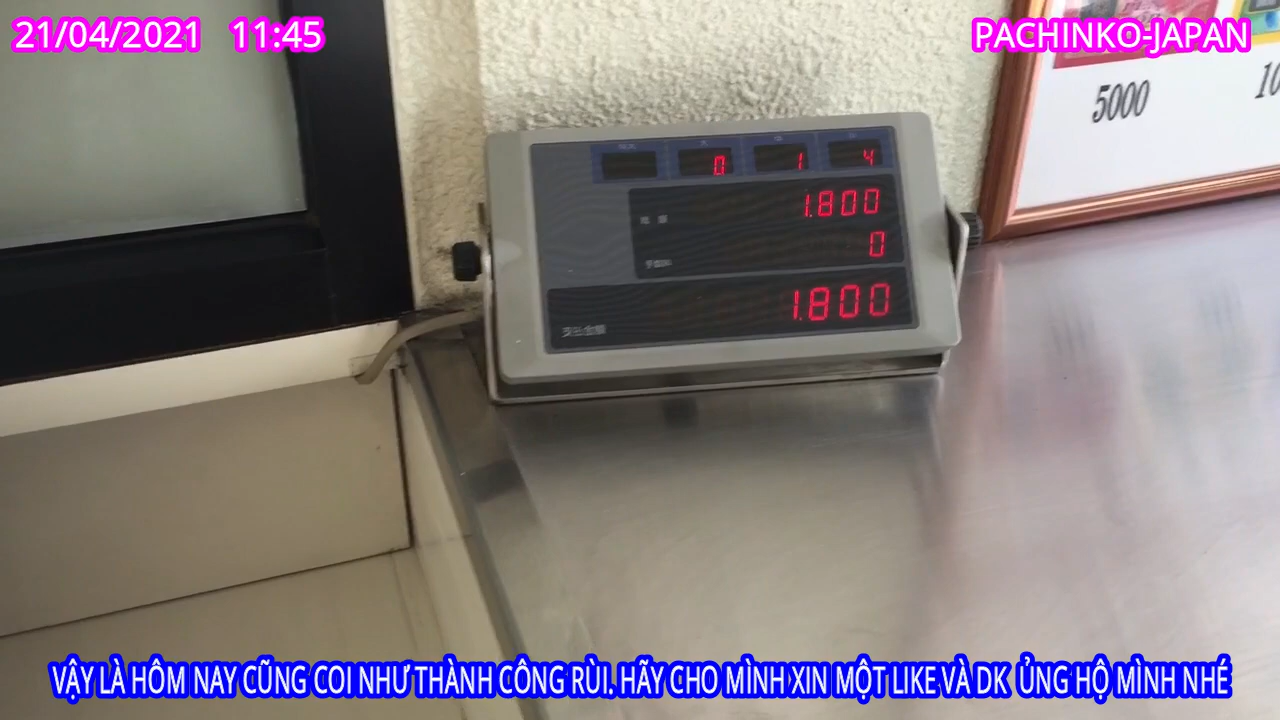 21/04/2021 11:45
PACHINKO-JAPAN
5000
10
0 1 4
1.800
0
1.800
VẬY LÀ HÔM NAY CŨNG COI NHƯ THÀNH CÔNG RÙI. HÃY CHO MÌNH XIN MỘT LIKE VÀ DK ỦNG HỘ MÌNH NHÉ